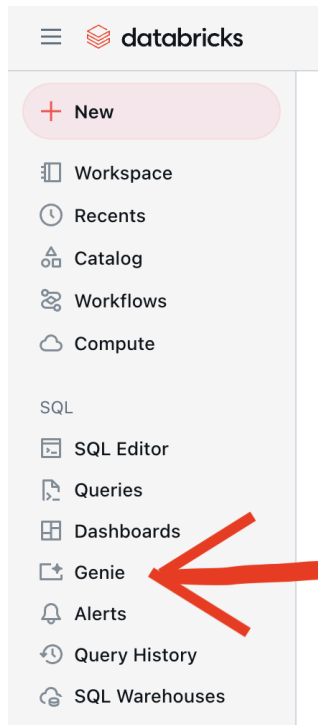 databricks
New
Workspace
Recents
Catalog
Workflows
Compute
SQL
SQL Editor
Queries
Dashboards
Genie
Alerts
Query History
SQL Warehouses